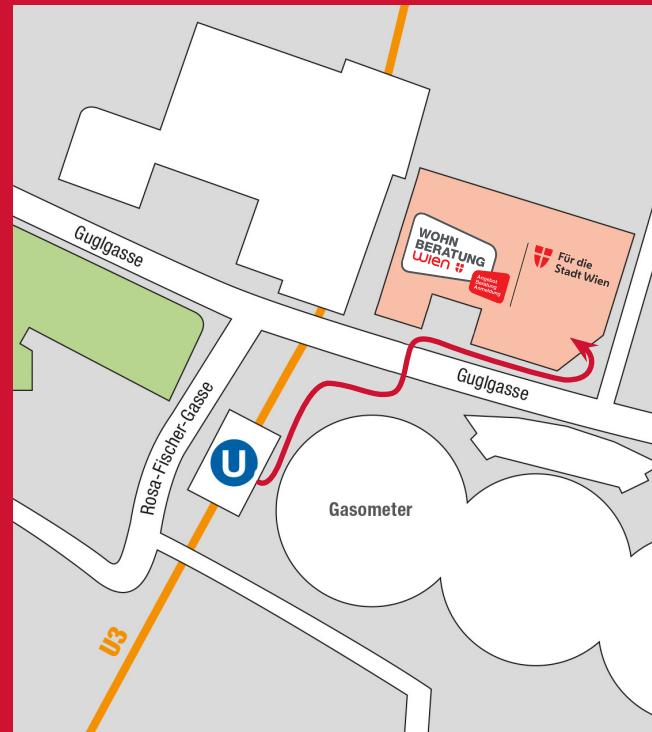 Guglgasse
WOHN
BERATUNG
wien
Angebot
Beratung
Anmeldung
Für die
Stadt Wien
Guglgasse
Rosa-Fischer-Gasse
U
Gasometer
U3